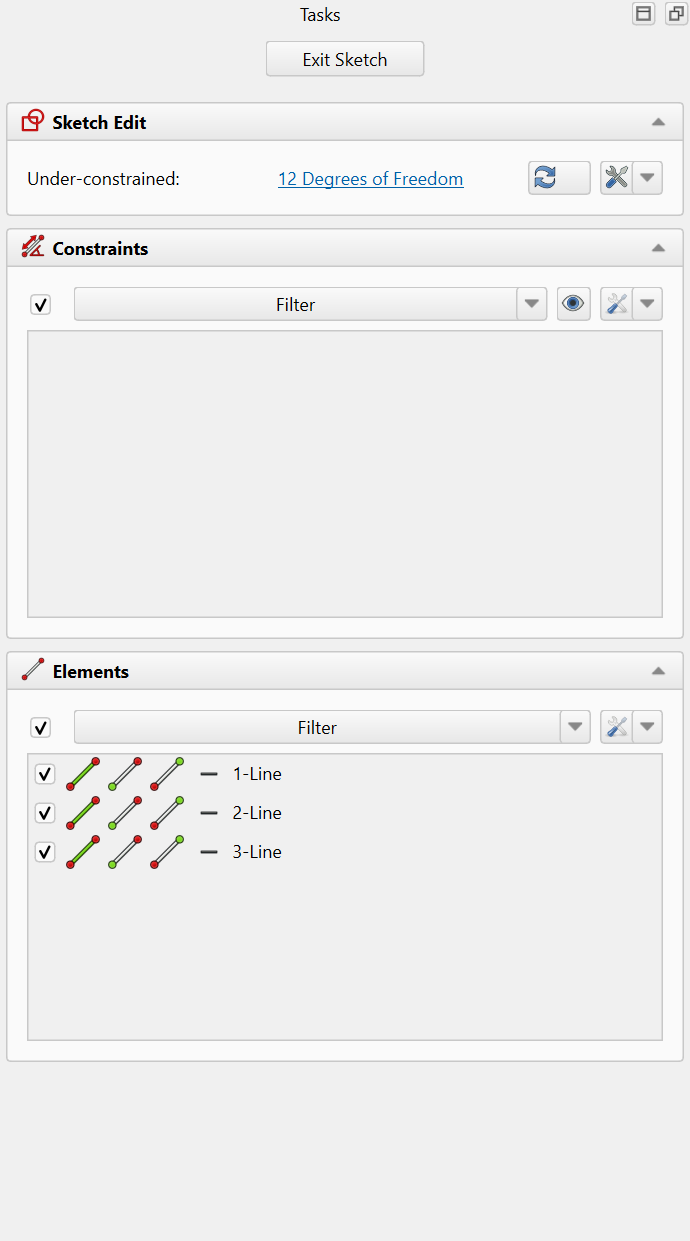 Tasks
Exit Sketch
Sketch Edit
Under-constrained: 12 Degrees of Freedom
Constraints
Filter
Elements
Filter
1-Line
2-Line
3-Line